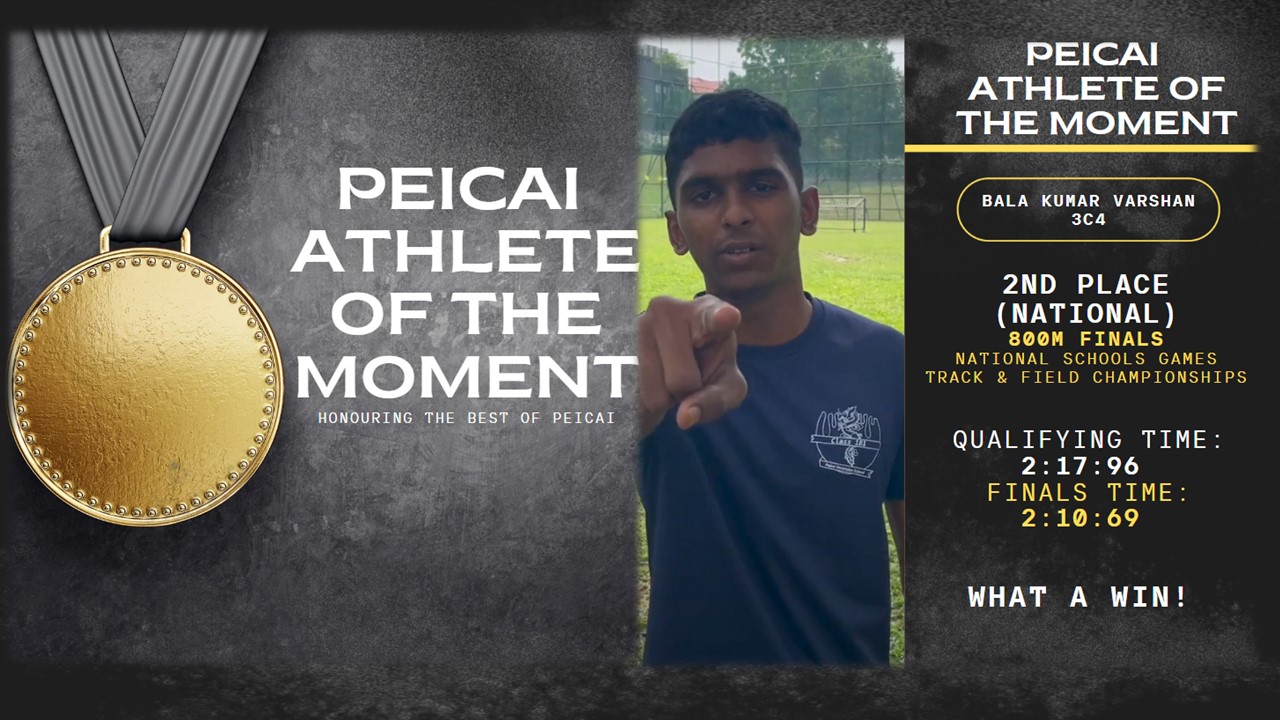 PEICAI
ATHLETE
OF THE
MOMENT
HONOURING THE BEST OF PEICAI
PEICAI
ATHLETE OF
THE MOMENT
BALA KUMAR VARSHAN
3C4
2ND PLACE
(NATIONAL)
800M FINALS
NATIONAL SCHOOLS GAMES
TRACK & FIELD CHAMPIONSHIPS
QUALIFYING TIME:
2:17:96
FINALS TIME:
2:10:69
WHAT A WIN!